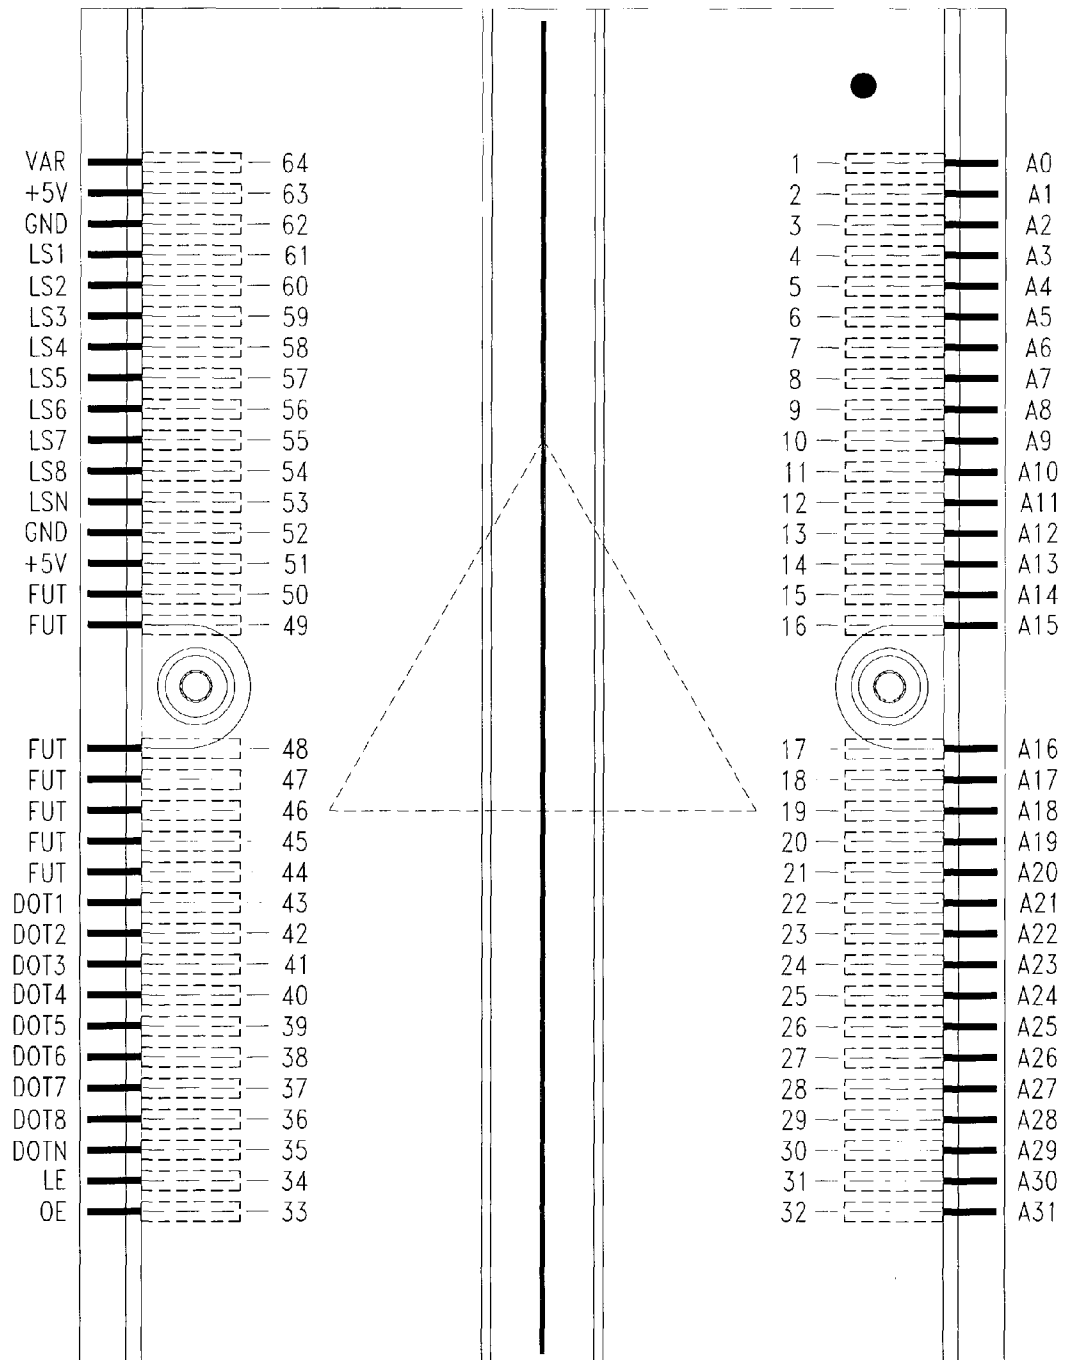 VAR 64 1 A0
+5V 63 2 A1
GND 62 3 A2
LS1 61 4 A3
LS2 60 5 A4
LS3 59 6 A5
LS4 58 7 A6
LS5 57 8 A7
LS6 56 9 A8
LS7 55 10 A9
LS8 54 11 A10
LSN 53 12 A11
GND 52 13 A12
+5V 51 14 A13
FUT 50 15 A14
FUT 49 16 A15
FUT 48 17 A16
FUT 47 18 A17
FUT 46 19 A18
FUT 45 20 A19
FUT 44 21 A20
DOT1 43 22 A21
DOT2 42 23 A22
DOT3 41 24 A23
DOT4 40 25 A24
DOT5 39 26 A25
DOT6 38 27 A26
DOT7 37 28 A27
DOT8 36 29 A28
DOTN 35 30 A29
LE 34 31 A30
OE 33 32 A31